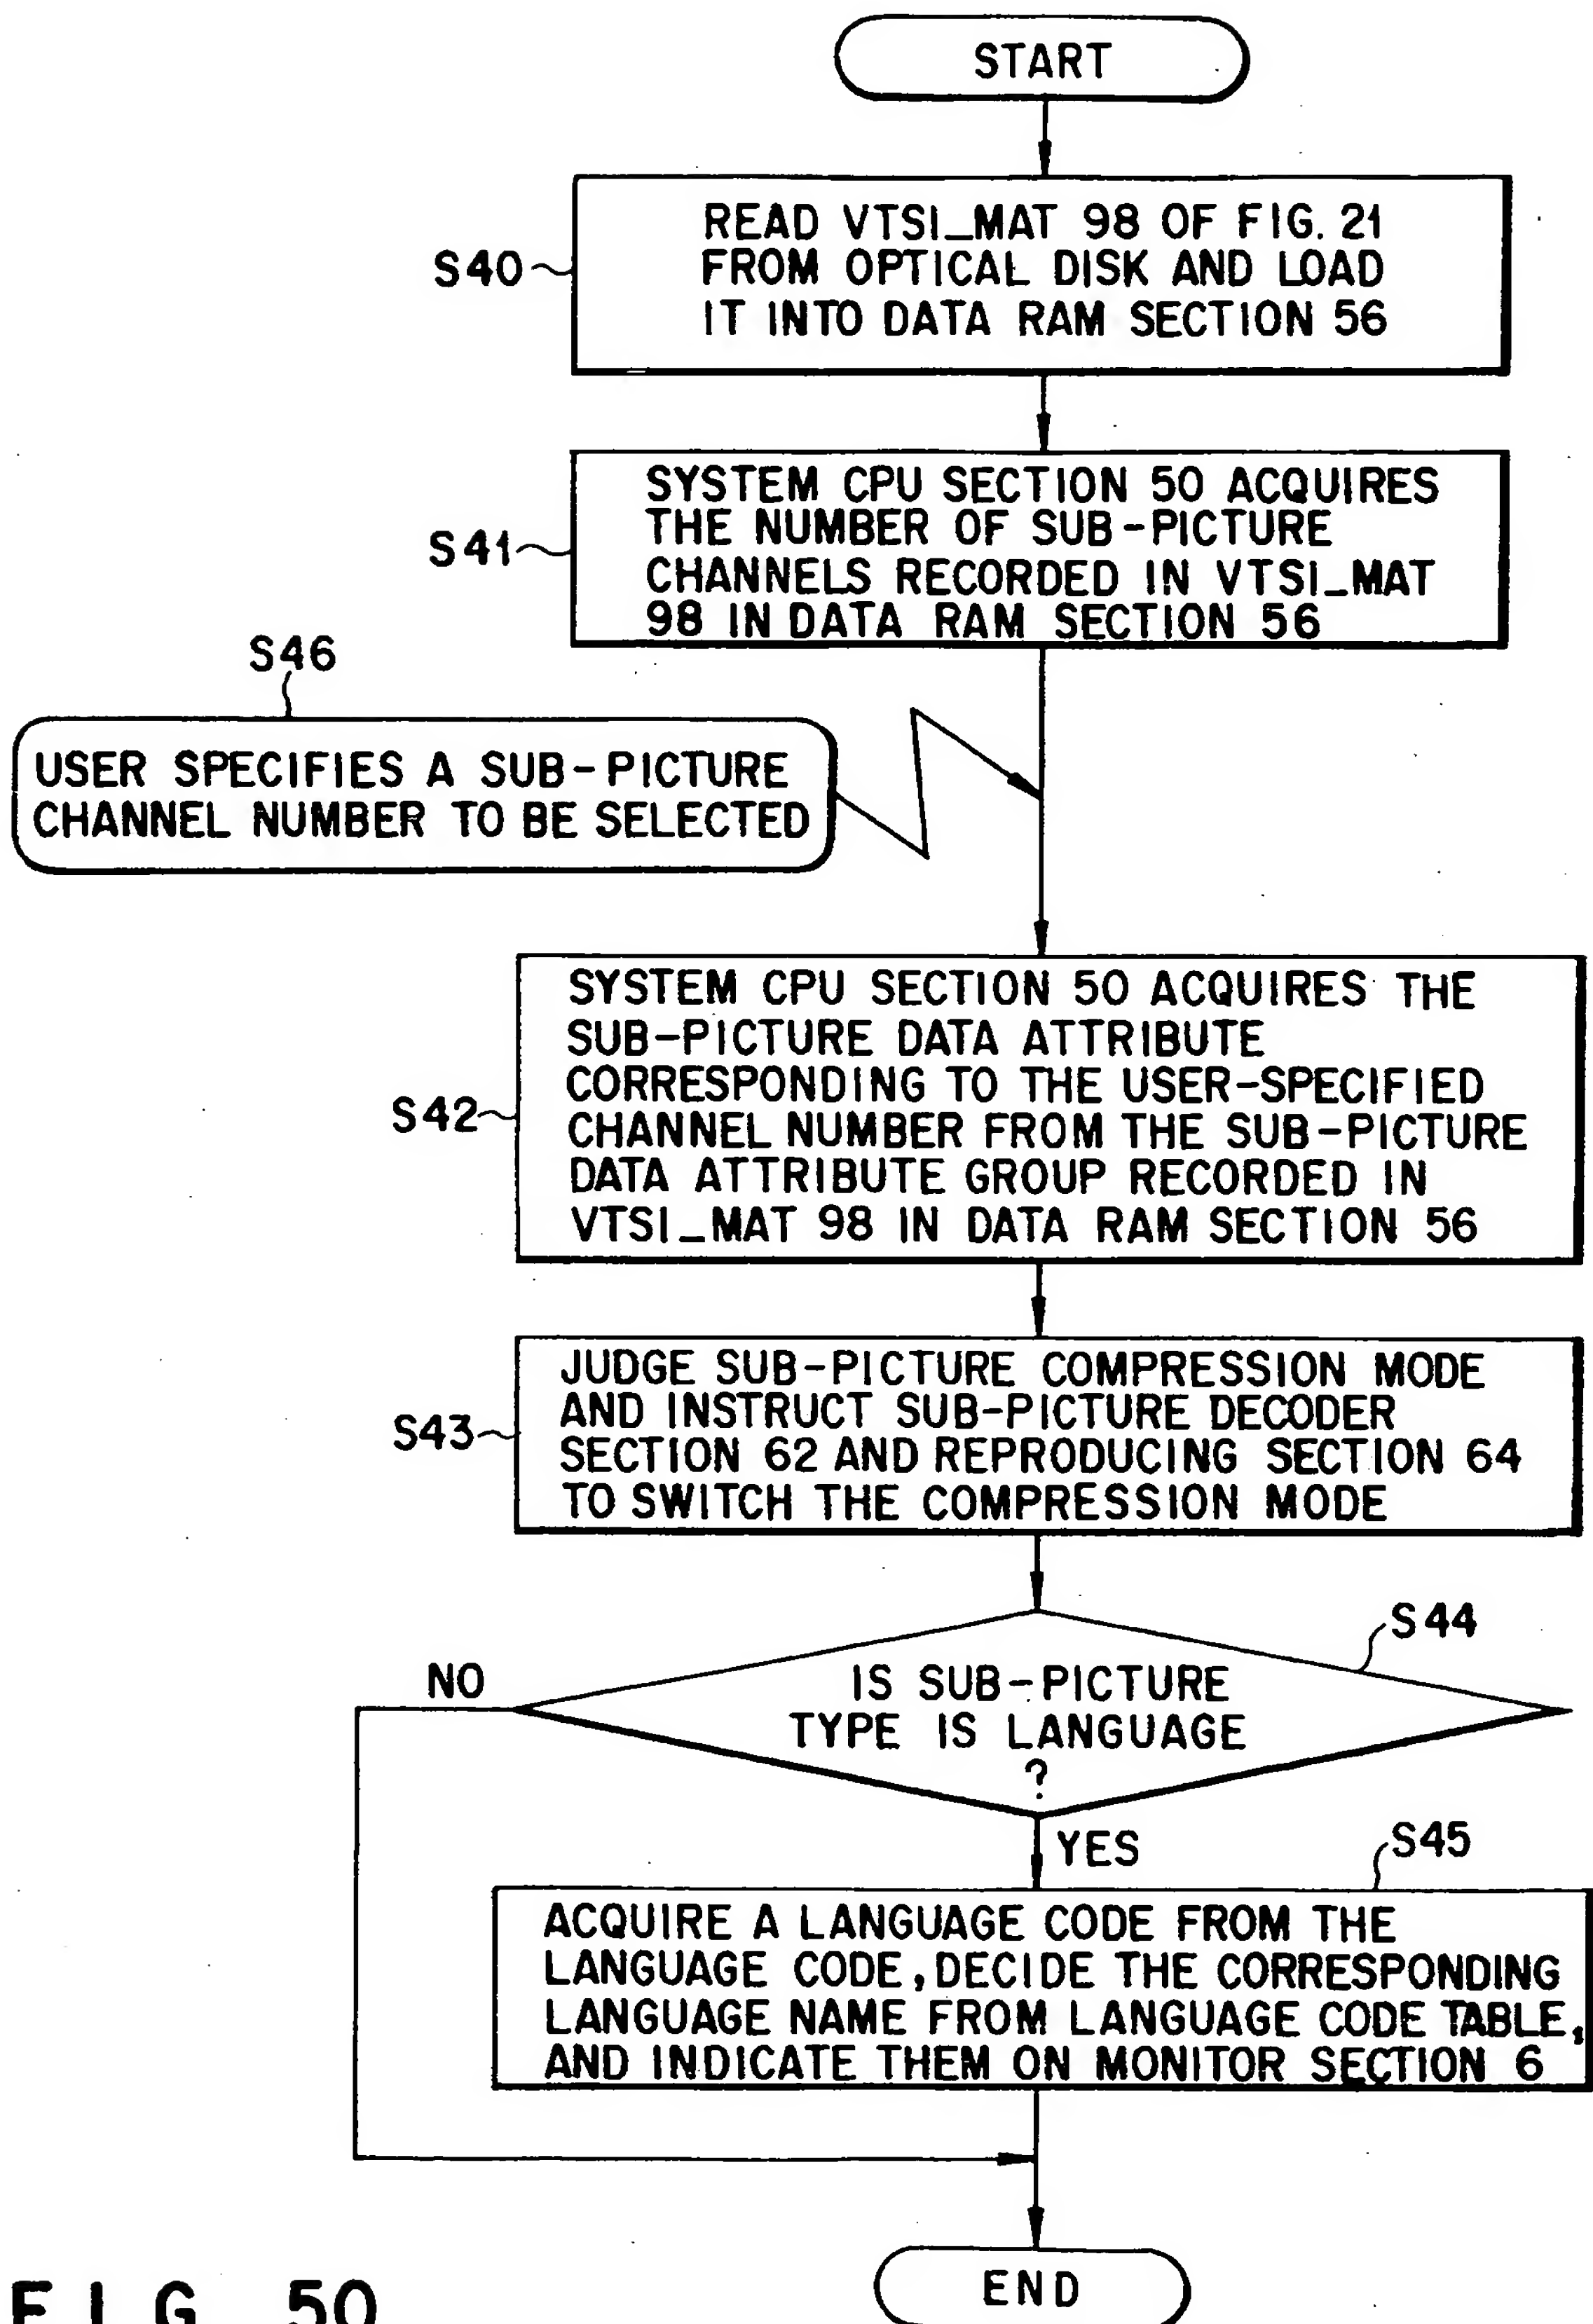 START
S40
READ VTSI_MAT 98 OF FIG. 21
FROM OPTICAL DISK AND LOAD
IT INTO DATA RAM SECTION 56
S41
SYSTEM CPU SECTION 50 ACQUIRES
THE NUMBER OF SUB-PICTURE
CHANNELS RECORDED IN VTSI_MAT
98 IN DATA RAM SECTION 56
S46
USER SPECIFIES A SUB-PICTURE
CHANNEL NUMBER TO BE SELECTED
S42
SYSTEM CPU SECTION 50 ACQUIRES THE
SUB-PICTURE DATA ATTRIBUTE
CORRESPONDING TO THE USER-SPECIFIED
CHANNEL NUMBER FROM THE SUB-PICTURE
DATA ATTRIBUTE GROUP RECORDED IN
VTSI_MAT 98 IN DATA RAM SECTION 56
S43
JUDGE SUB-PICTURE COMPRESSION MODE
AND INSTRUCT SUB-PICTURE DECODER
SECTION 62 AND REPRODUCING SECTION 64
TO SWITCH THE COMPRESSION MODE
S44
NO
IS SUB-PICTURE
TYPE IS LANGUAGE
?
YES
S45
ACQUIRE A LANGUAGE CODE FROM THE
LANGUAGE CODE, DECIDE THE CORRESPONDING
LANGUAGE NAME FROM LANGUAGE CODE TABLE,
AND INDICATE THEM ON MONITOR SECTION 6
END
FIG. 50